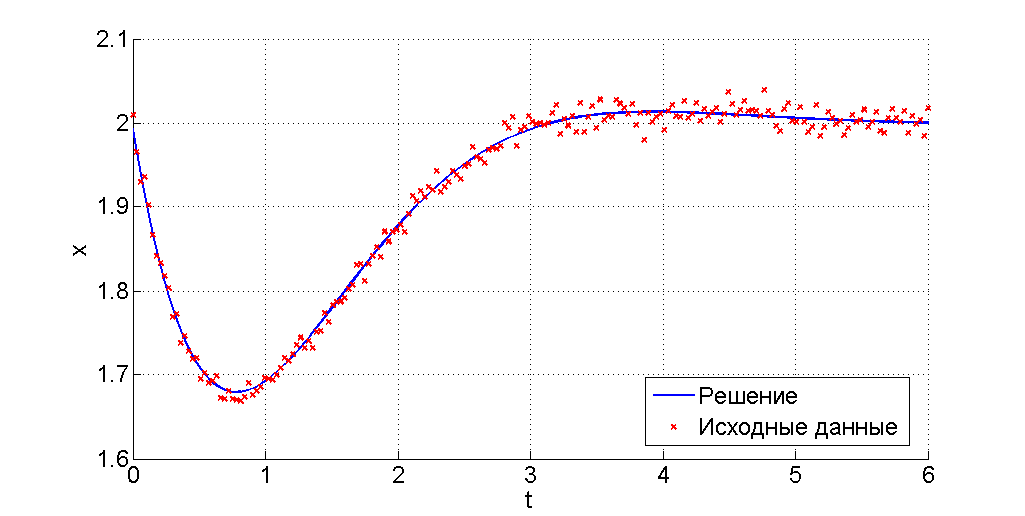 2.1
2
1.9
1.8
1.7
1.6
x
0 1 2 3 4 5 6
t
Решение
Исходные данные